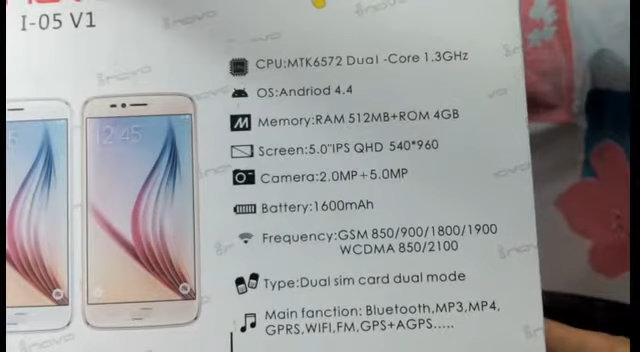 I-05 V1
CPU:MTK6572 Dual -Core 1.3GHz
OS:Andriod 4.4
Memory:RAM 512MB+ROM 4GB
Screen:5.0"IPS QHD 540*960
Camera:2.0MP+5.0MP
Battery:1600mAh
Frequency:GSM 850/900/1800/1900
WCDMA 850/2100
Type:Dual sim card dual mode
Main fanction: Bluetooth,MP3,MP4,
GPRS,WIFI,FM,GPS+AGPS.....
12:45
inovo